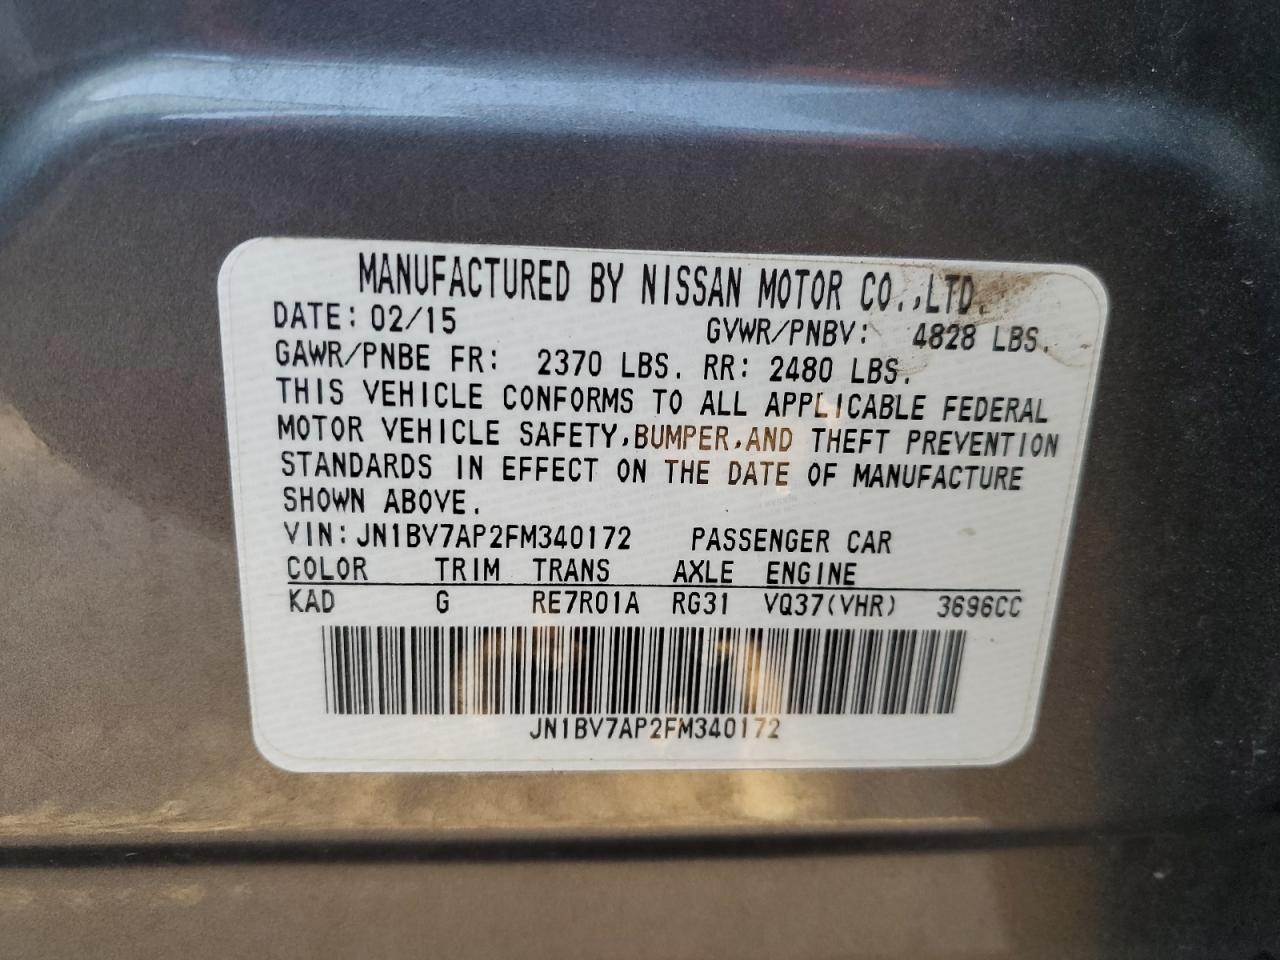 MANUFACTURED BY NISSAN MOTOR CO.,LTD.
DATE: 02/15 GVWR/PNBV: 4828 LBS.
GAWR/PNBE FR: 2370 LBS. RR: 2480 LBS.
THIS VEHICLE CONFORMS TO ALL APPLICABLE FEDERAL
MOTOR VEHICLE SAFETY,BUMPER,AND THEFT PREVENTION
STANDARDS IN EFFECT ON THE DATE OF MANUFACTURE
SHOWN ABOVE.
VIN: JN1BV7AP2FM340172 PASSENGER CAR
COLOR TRIM TRANS AXLE ENGINE
KAD G RE7R01A RG31 VQ37(VHR) 3696CC
JN1BV7AP2FM340172